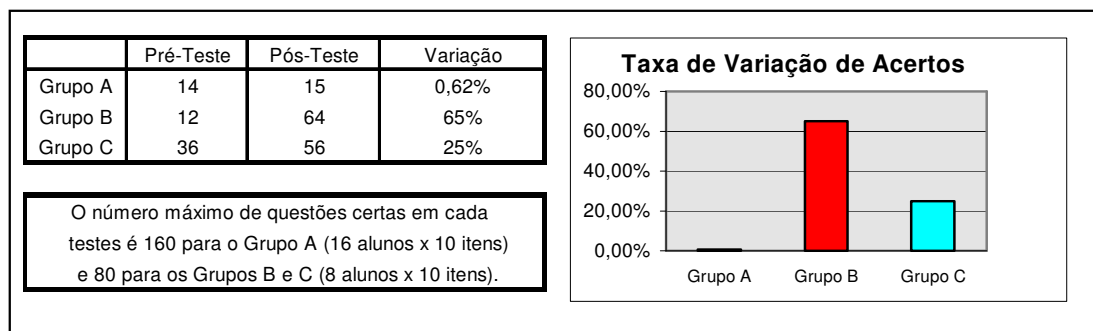 Pré-Teste Pós-Teste Variação
Grupo A 14 15 0,62%
Grupo B 12 64 65%
Grupo C 36 56 25%
O número máximo de questões certas em cada
testes é 160 para o Grupo A (16 alunos x 10 itens)
e 80 para os Grupos B e C (8 alunos x 10 itens).
Taxa de Variação de Acertos
80,00%
60,00%
40,00%
20,00%
0,00%
Grupo A Grupo B Grupo C